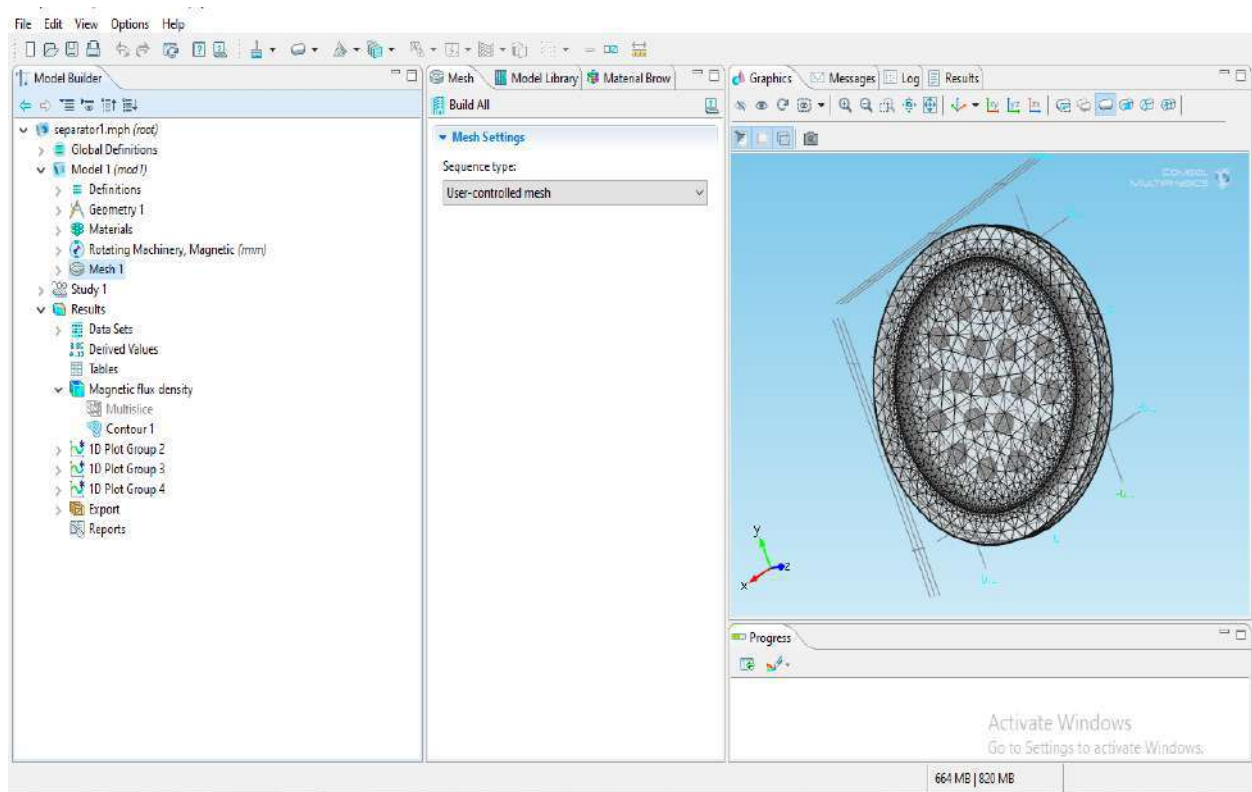 File Edit View Options Help
Model Builder
separator1.mph (root)
Global Definitions
Model 1 (mod1)
Definitions
Geometry 1
Materials
Rotating Machinery, Magnetic (rmm)
Mesh 1
Study 1
Results
Data Sets
Derived Values
Tables
Magnetic flux density
Multislice
Contour 1
1D Plot Group 2
1D Plot Group 3
1D Plot Group 4
Export
Reports
Mesh Model Library Material Brow
Build All
Mesh Settings
Sequence type:
User-controlled mesh
Graphics Messages Log Results
COMSOL
MULTIPHYSICS
y
x z
Progress
Activate Windows
Go to Settings to activate Windows.
664 MB | 820 MB